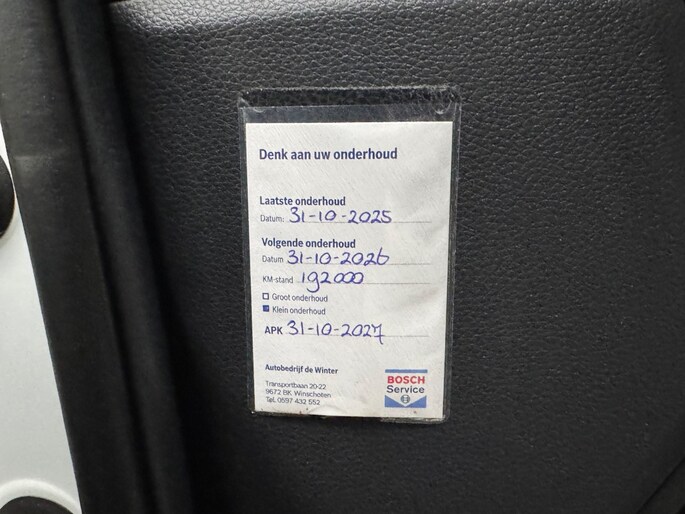 Denk aan uw onderhoud
Laatste onderhoud
Datum: 31-10-2025
Volgende onderhoud
Datum 31-10-2026
KM-stand 192000
Groot onderhoud
Klein onderhoud
APK 31-10-2027
Autobedrijf de Winter
Transportbaan 20-22
9672 BK Winschoten
Tel. 0597 432 552
BOSCH
Service